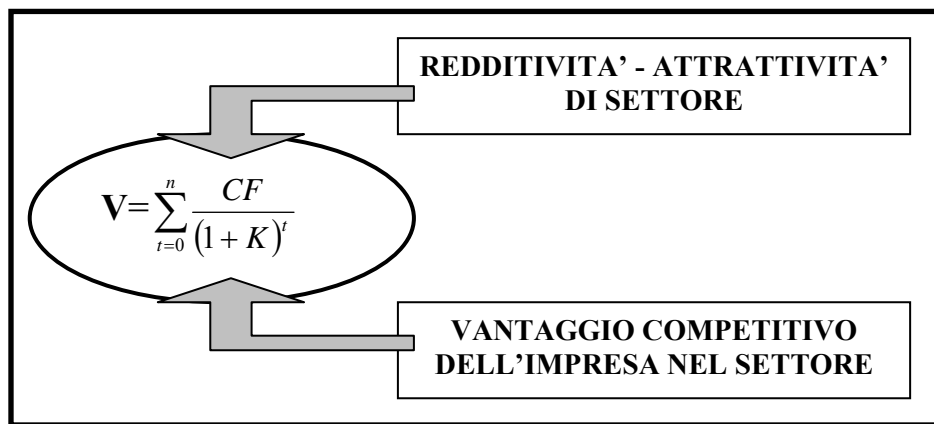 REDDITIVITA’ - ATTRATTIVITA’
DI SETTORE
V=∑_{t=0}^{n} CF/(1 + K)^t
VANTAGGIO COMPETITIVO
DELL’IMPRESA NEL SETTORE